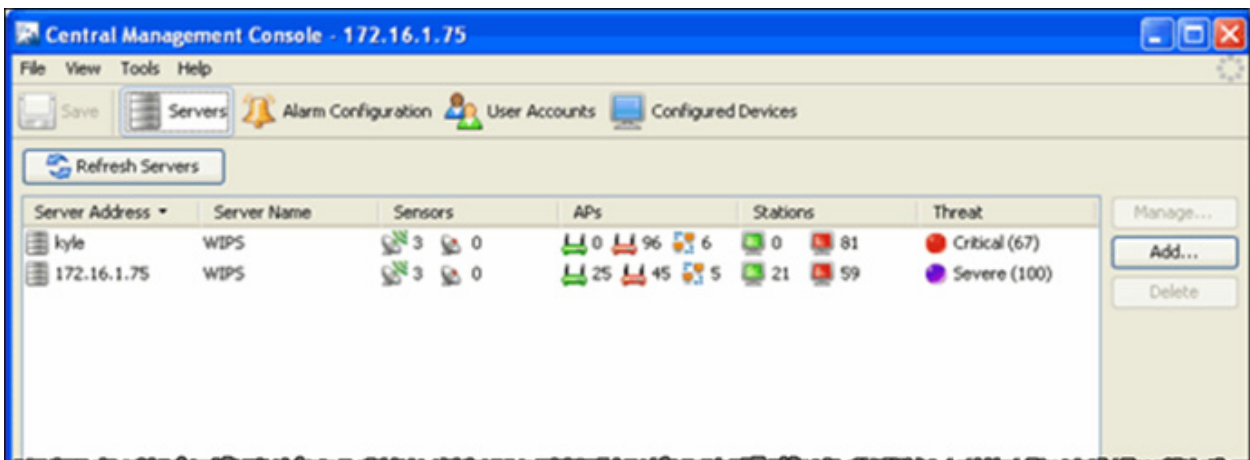 Central Management Console - 172.16.1.75
File View Tools Help
Save Servers Alarm Configuration User Accounts Configured Devices
Refresh Servers
Server Address Server Name Sensors APs Stations Threat Manage...
kyle WIPS 3 0 0 96 6 0 81 Critical (67) Add...
172.16.1.75 WIPS 3 0 25 45 5 21 59 Severe (100)
Delete